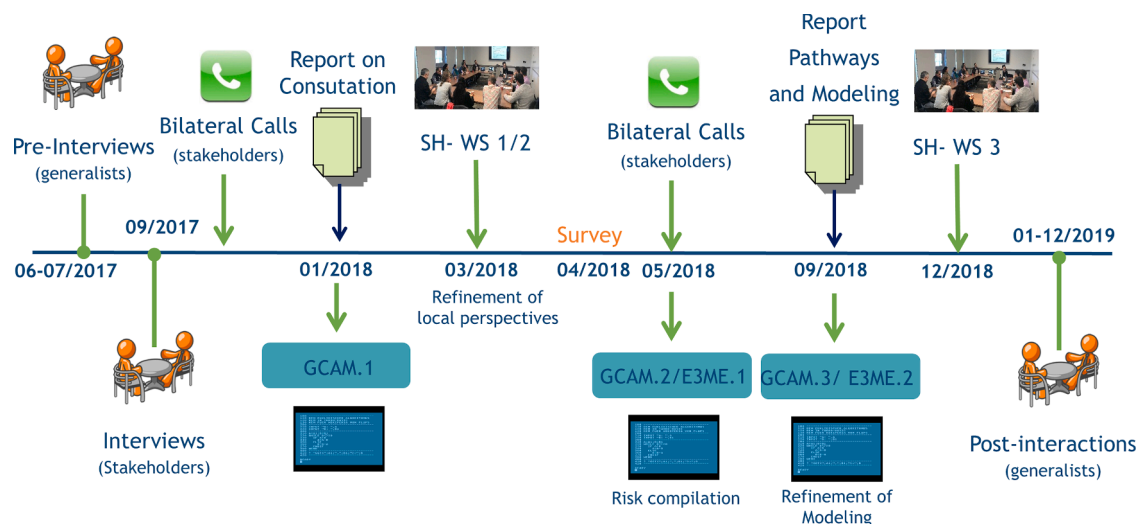 Pre-Interviews
(generalists)
Bilateral Calls
(stakeholders)
Report on
Consutation
SH- WS 1/2
Bilateral Calls
(stakeholders)
Report
Pathways
and Modeling
SH- WS 3
09/2017
Survey
01-12/2019
06-07/2017
01/2018
03/2018
04/2018
05/2018
09/2018
12/2018
Refinement of
local perspectives
GCAM.1
GCAM.2/E3ME.1
GCAM.3/ E3ME.2
Interviews
(Stakeholders)
Risk compilation
Refinement of
Modeling
Post-interactions
(generalists)